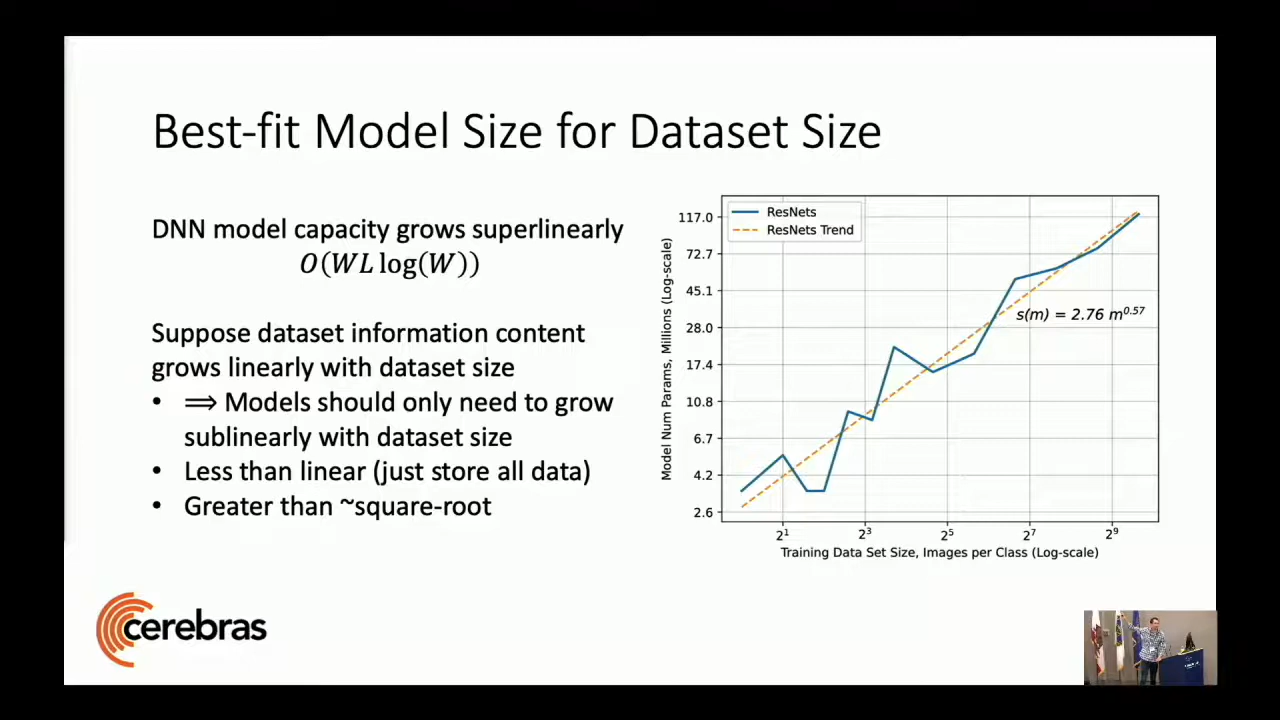 Best-fit Model Size for Dataset Size
DNN model capacity grows superlinearly
O(WL log(W))
Suppose dataset information content
grows linearly with dataset size
• ⟹ Models should only need to grow
sublinearly with dataset size
• Less than linear (just store all data)
• Greater than ~square-root
cerebras
ResNets
ResNets Trend
s(m) = 2.76 m^0.57
Model Num Params, Millions (Log-scale)
117.0
72.7
45.1
28.0
17.4
10.8
6.7
4.2
2.6
2^1 2^3 2^5 2^7 2^9
Training Data Set Size, Images per Class (Log-scale)